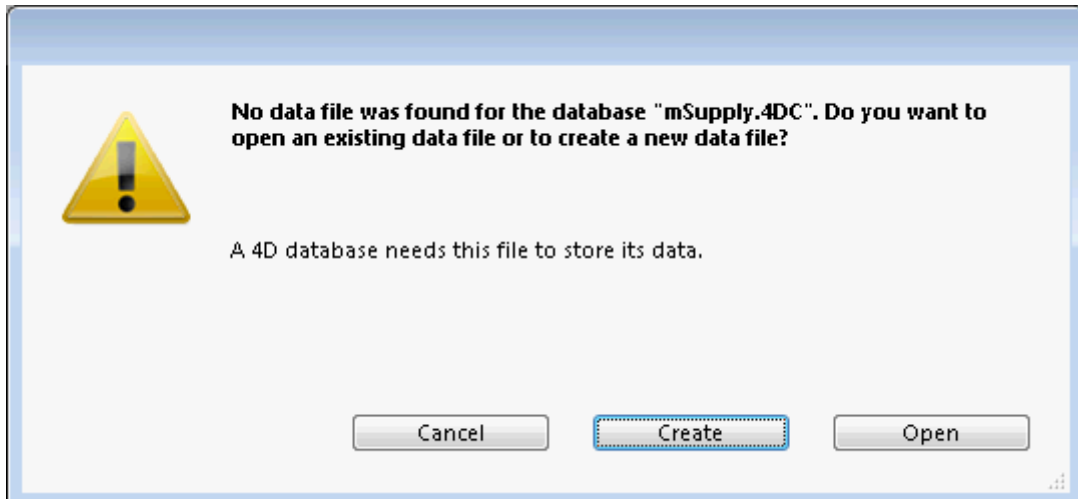 No data file was found for the database "mSupply.4DC". Do you want to
open an existing data file or to create a new data file?
A 4D database needs this file to store its data.
Cancel
Create
Open